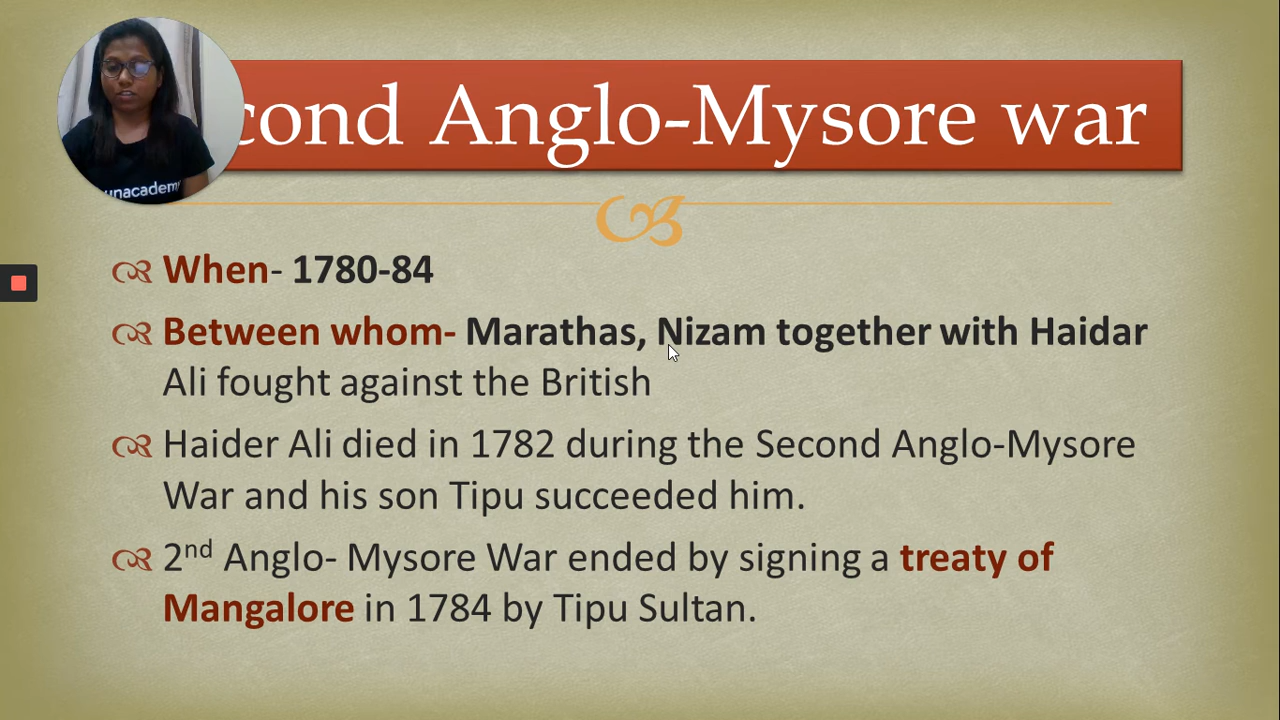 cond Anglo-Mysore war
unacademy
When- 1780-84
Between whom- Marathas, Nizam together with Haidar
Ali fought against the British
Haider Ali died in 1782 during the Second Anglo-Mysore
War and his son Tipu succeeded him.
2nd Anglo- Mysore War ended by signing a treaty of
Mangalore in 1784 by Tipu Sultan.